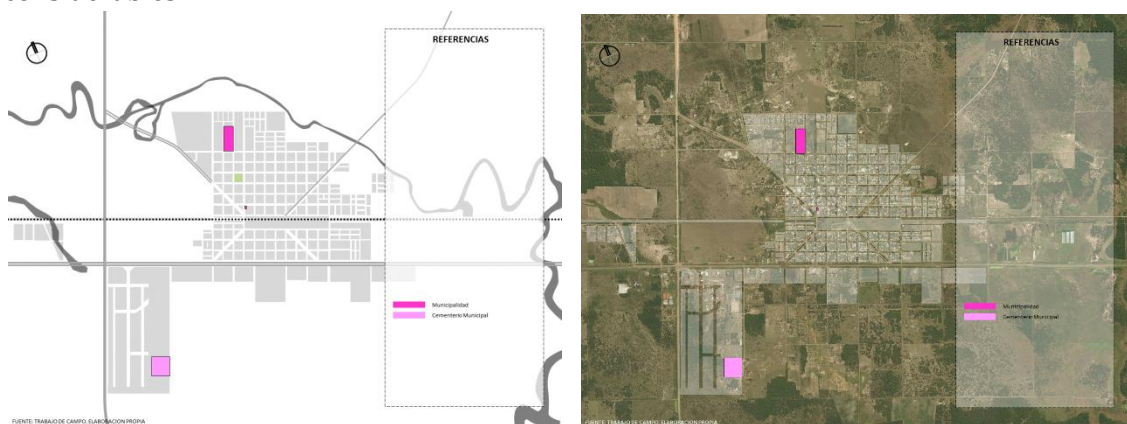 REFERENCIAS
Municipalidad
Cementerio Municipal
FUENTE: TRABAJO DE CAMPO. ELABORACION PROPIA
REFERENCIAS
Municipalidad
Cementerio Municipal
FUENTE: TRABAJO DE CAMPO. ELABORACION PROPIA